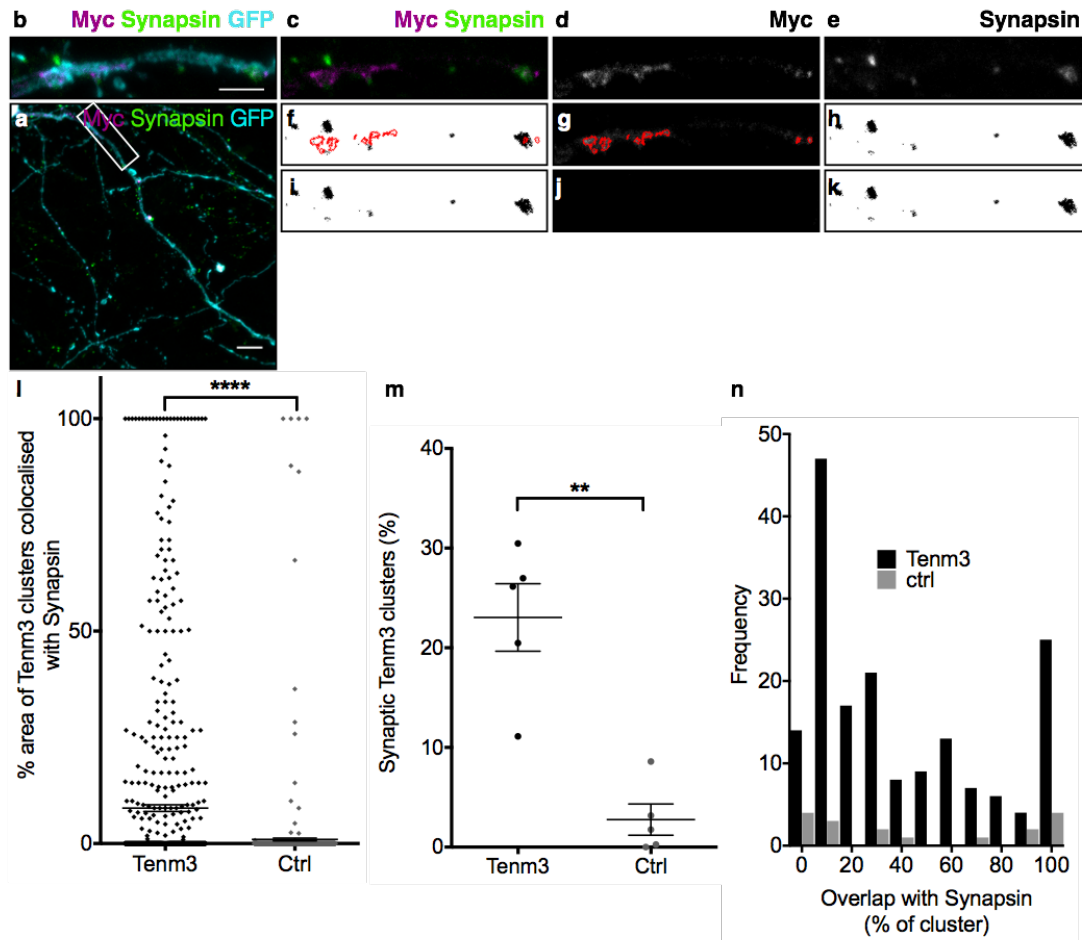 b Myc Synapsin GFP
c Myc Synapsin
d Myc
e Synapsin
a Myc Synapsin GFP
f
g
h
i
j
k
l
****
100
50
0
% area of Tenm3 clusters colocalised
with Synapsin
Tenm3 Ctrl
m
**
40
30
20
10
0
Synaptic Tenm3 clusters (%)
Tenm3 Ctrl
n
50
40
30
20
10
0
Frequency
Tenm3
ctrl
0 20 40 60 80 100
Overlap with Synapsin
(% of cluster)